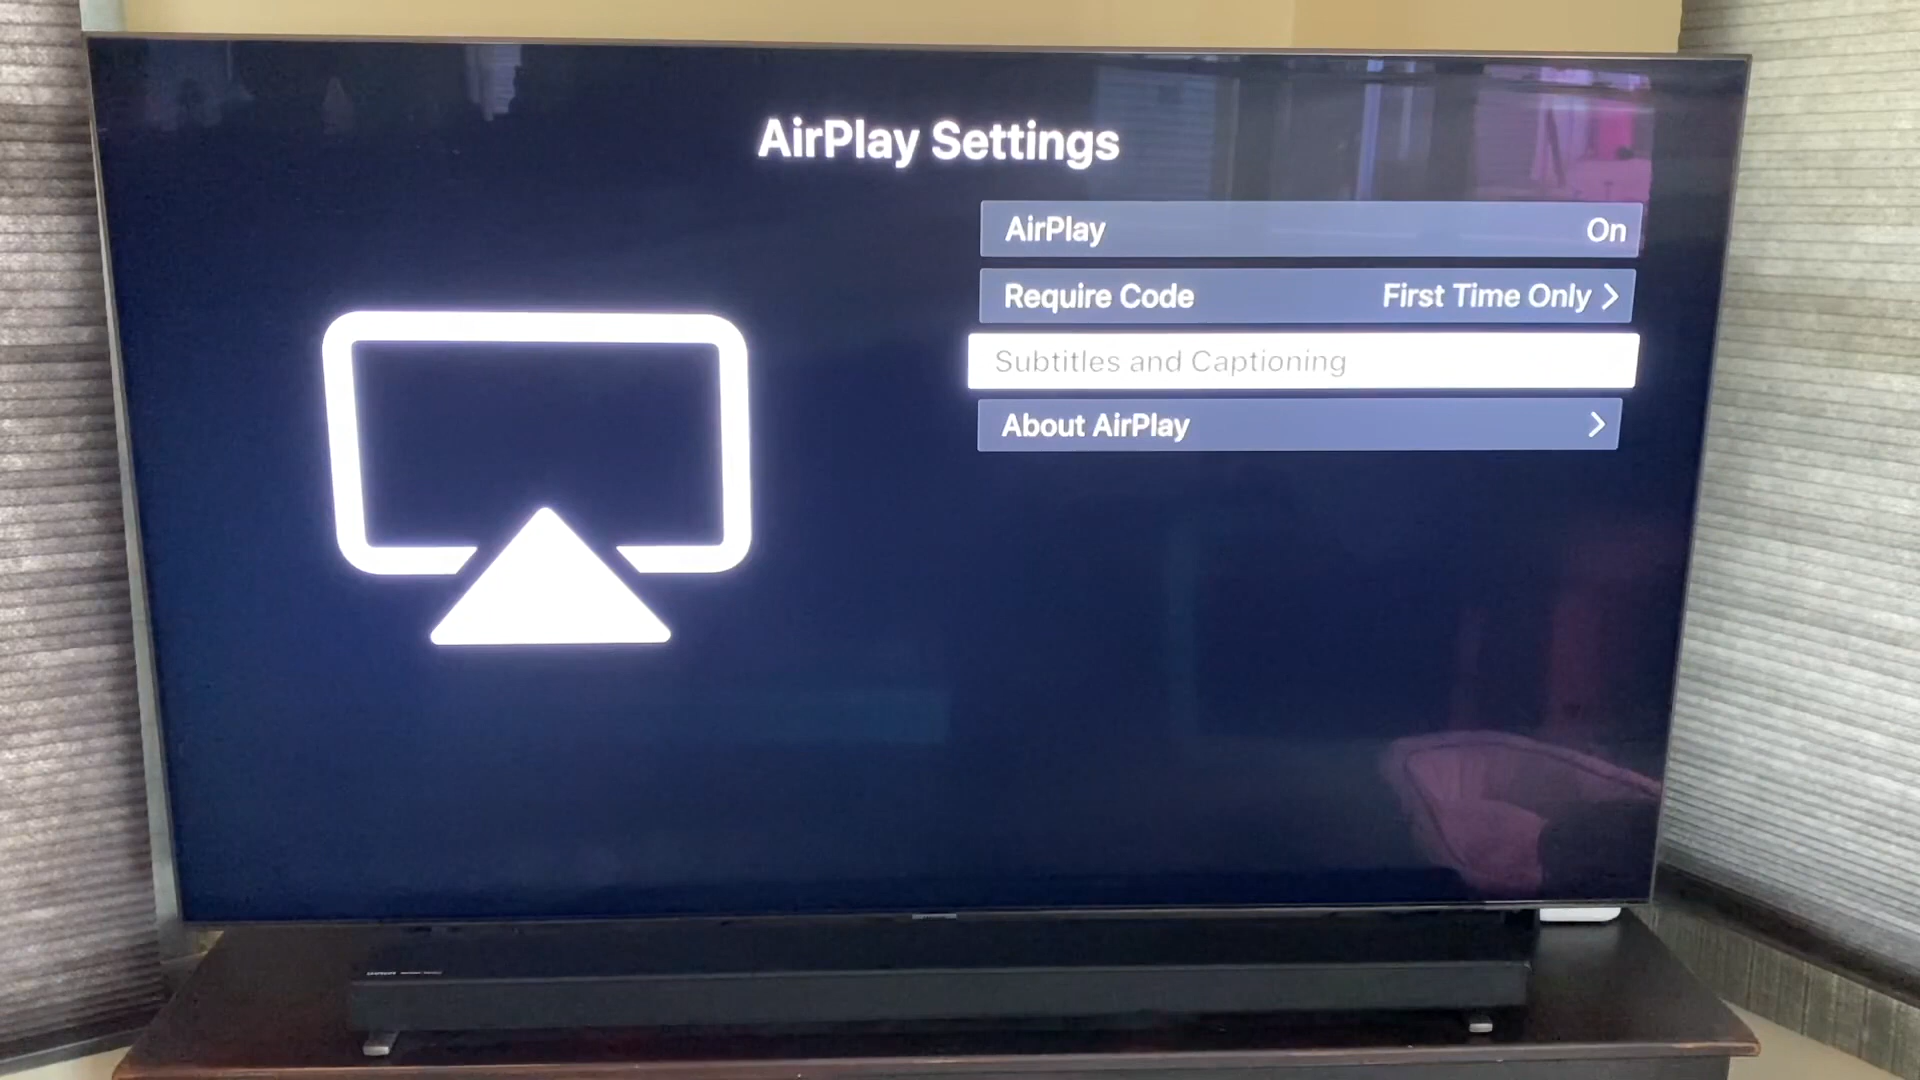 AirPlay Settings
AirPlay On
Require Code First Time Only
Subtitles and Captioning
About AirPlay